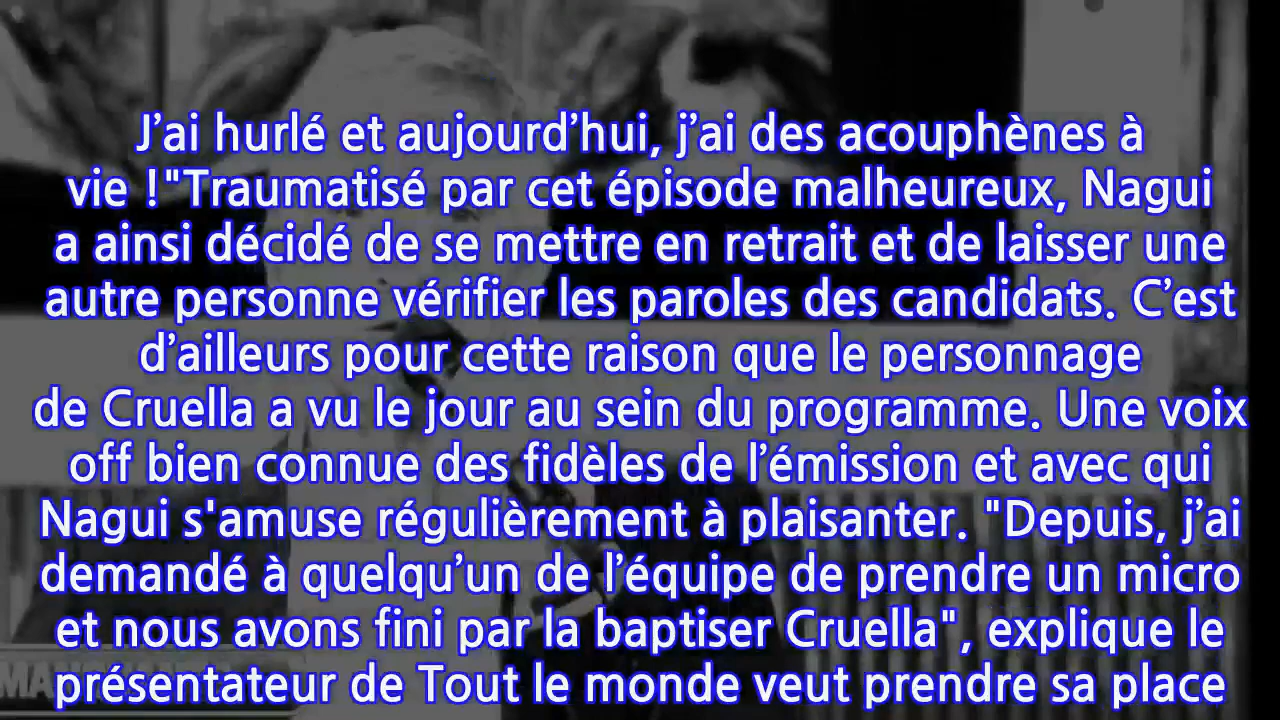 J’ai hurlé et aujourd’hui, j’ai des acouphènes à
vie !"Traumatisé par cet épisode malheureux, Nagui
a ainsi décidé de se mettre en retrait et de laisser une
autre personne vérifier les paroles des candidats. C’est
d’ailleurs pour cette raison que le personnage
de Cruella a vu le jour au sein du programme. Une voix
off bien connue des fidèles de l’émission et avec qui
Nagui s'amuse régulièrement à plaisanter. "Depuis, j’ai
demandé à quelqu’un de l’équipe de prendre un micro
et nous avons fini par la baptiser Cruella", explique le
présentateur de Tout le monde veut prendre sa place